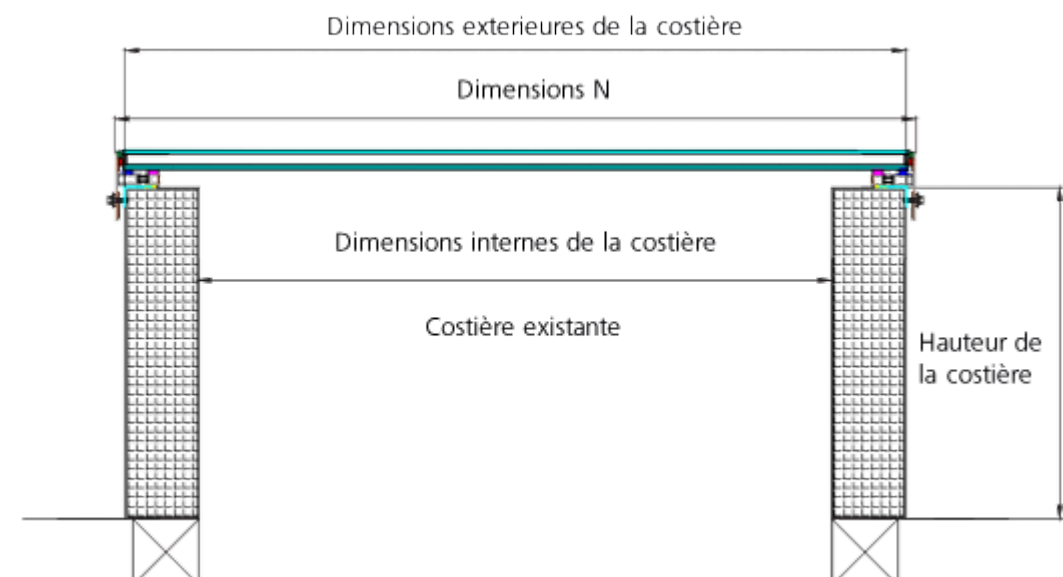 Dimensions exterieures de la costière
Dimensions N
Dimensions internes de la costière
Costière existante
Hauteur de
la costière